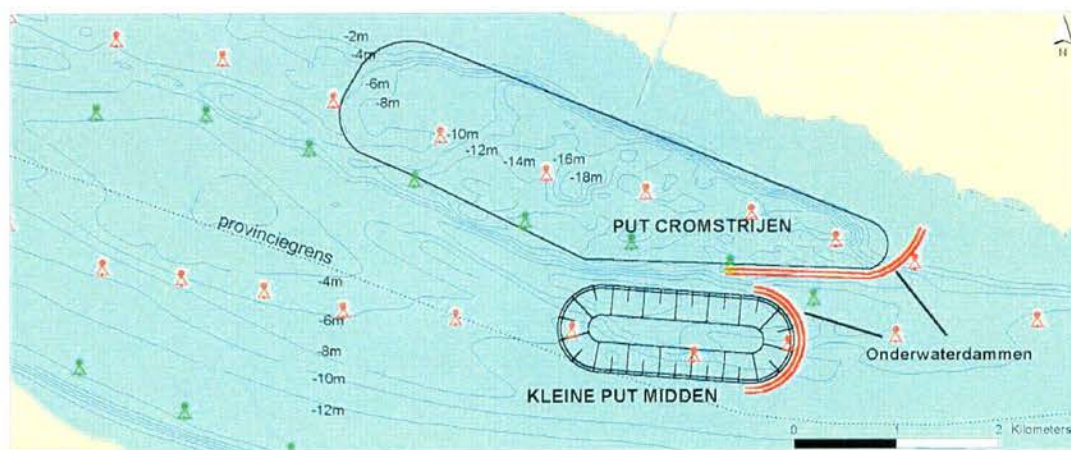 -2m
-4m
-6m
-8m
-10m
-12m
-14m
-16m
-18m
N
PUT CROMSTRIJEN
provinciegrens
-4m
-6m
-8m
-10m
-12m
Onderwaterdammen
KLEINE PUT MIDDEN
0 1 2 Kilometers